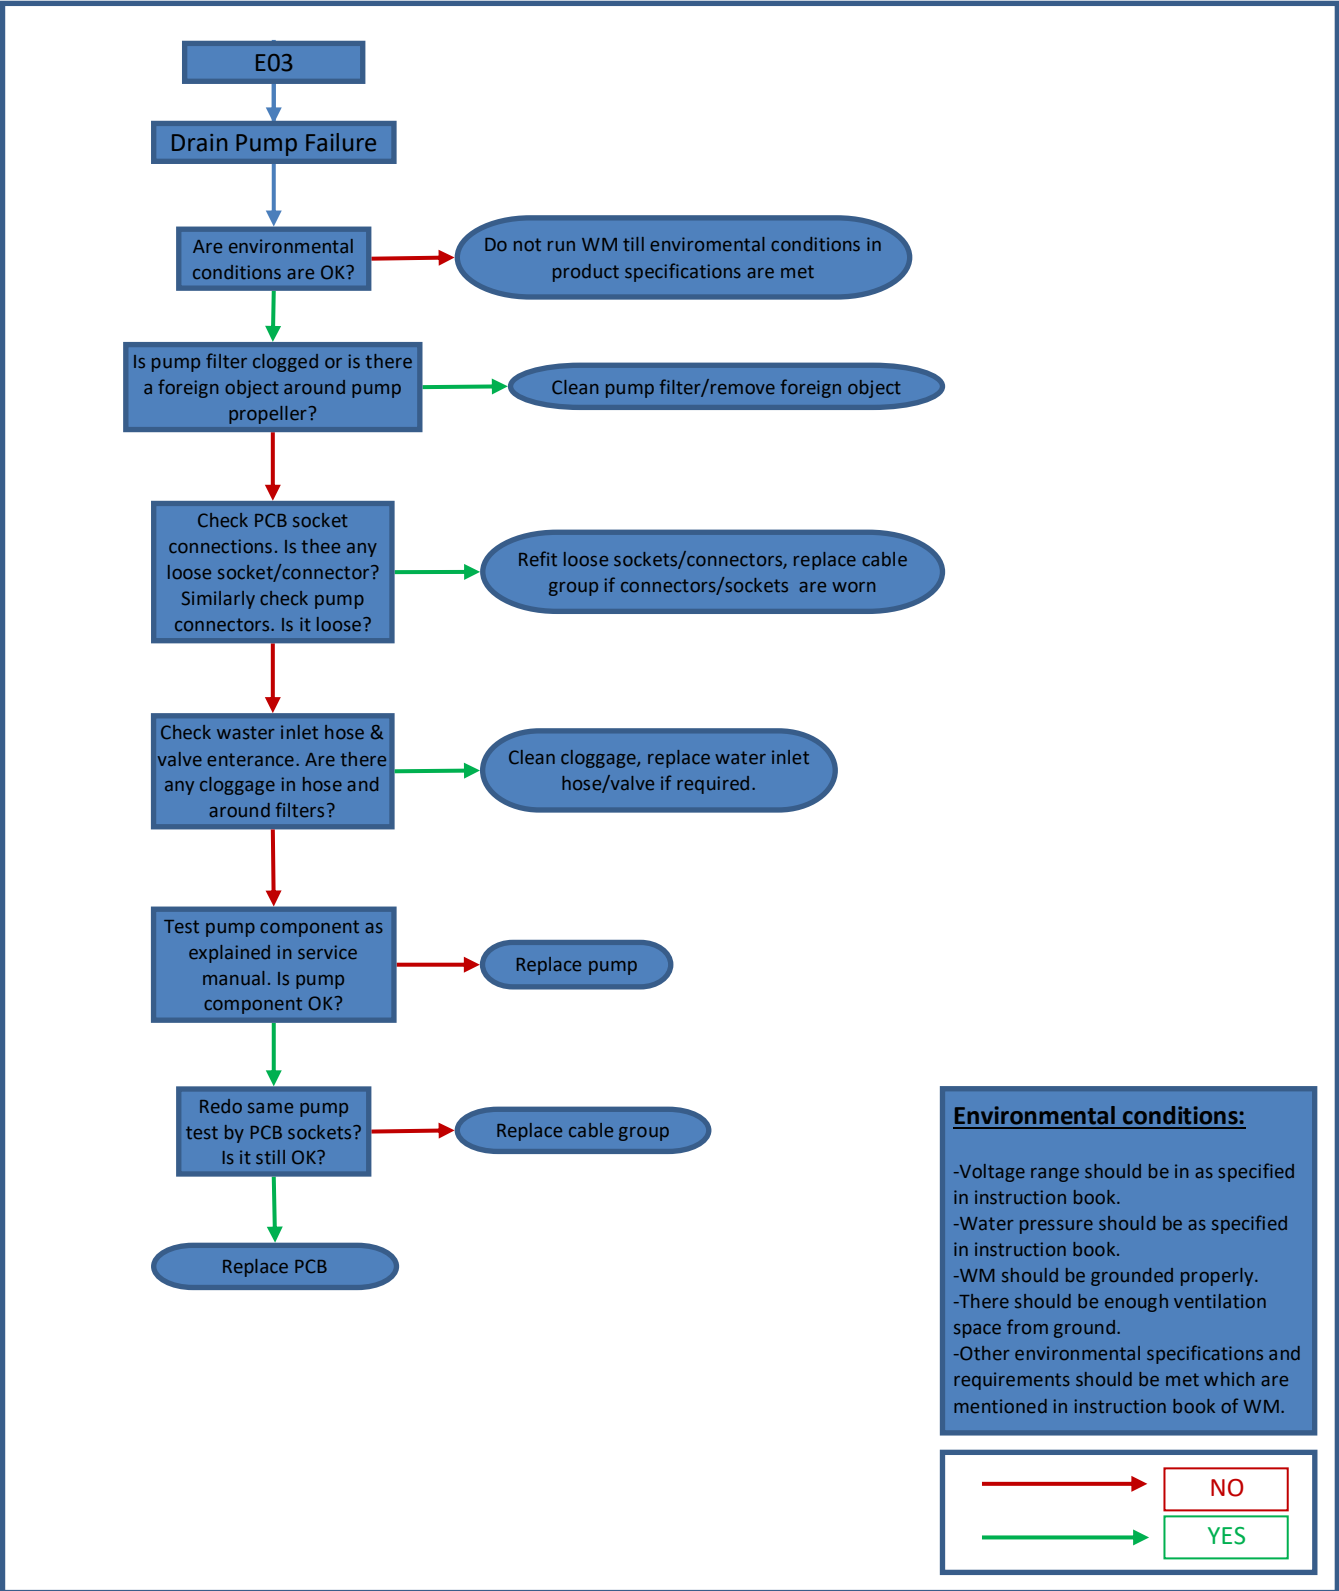 E03
Drain Pump Failure
Are environmental
conditions are OK?
Do not run WM till enviromental conditions in
product specifications are met
Is pump filter clogged or is there
a foreign object around pump
propeller?
Clean pump filter/remove foreign object
Check PCB socket
connections. Is thee any
loose socket/connector?
Similarly check pump
connectors. Is it loose?
Refit loose sockets/connectors, replace cable
group if connectors/sockets  are worn
Check waster inlet hose &
valve enterance. Are there
any cloggage in hose and
around filters?
Clean cloggage, replace water inlet
hose/valve if required.
Test pump component as
explained in service
manual. Is pump
component OK?
Replace pump
Redo same pump
test by PCB sockets?
Is it still OK?
Replace cable group
Replace PCB
Environmental conditions:
-Voltage range should be in as specified
in instruction book.
-Water pressure should be as specified
in instruction book.
-WM should be grounded properly.
-There should be enough ventilation
space from ground.
-Other environmental specifications and
requirements should be met which are
mentioned in instruction book of WM.
NO
YES